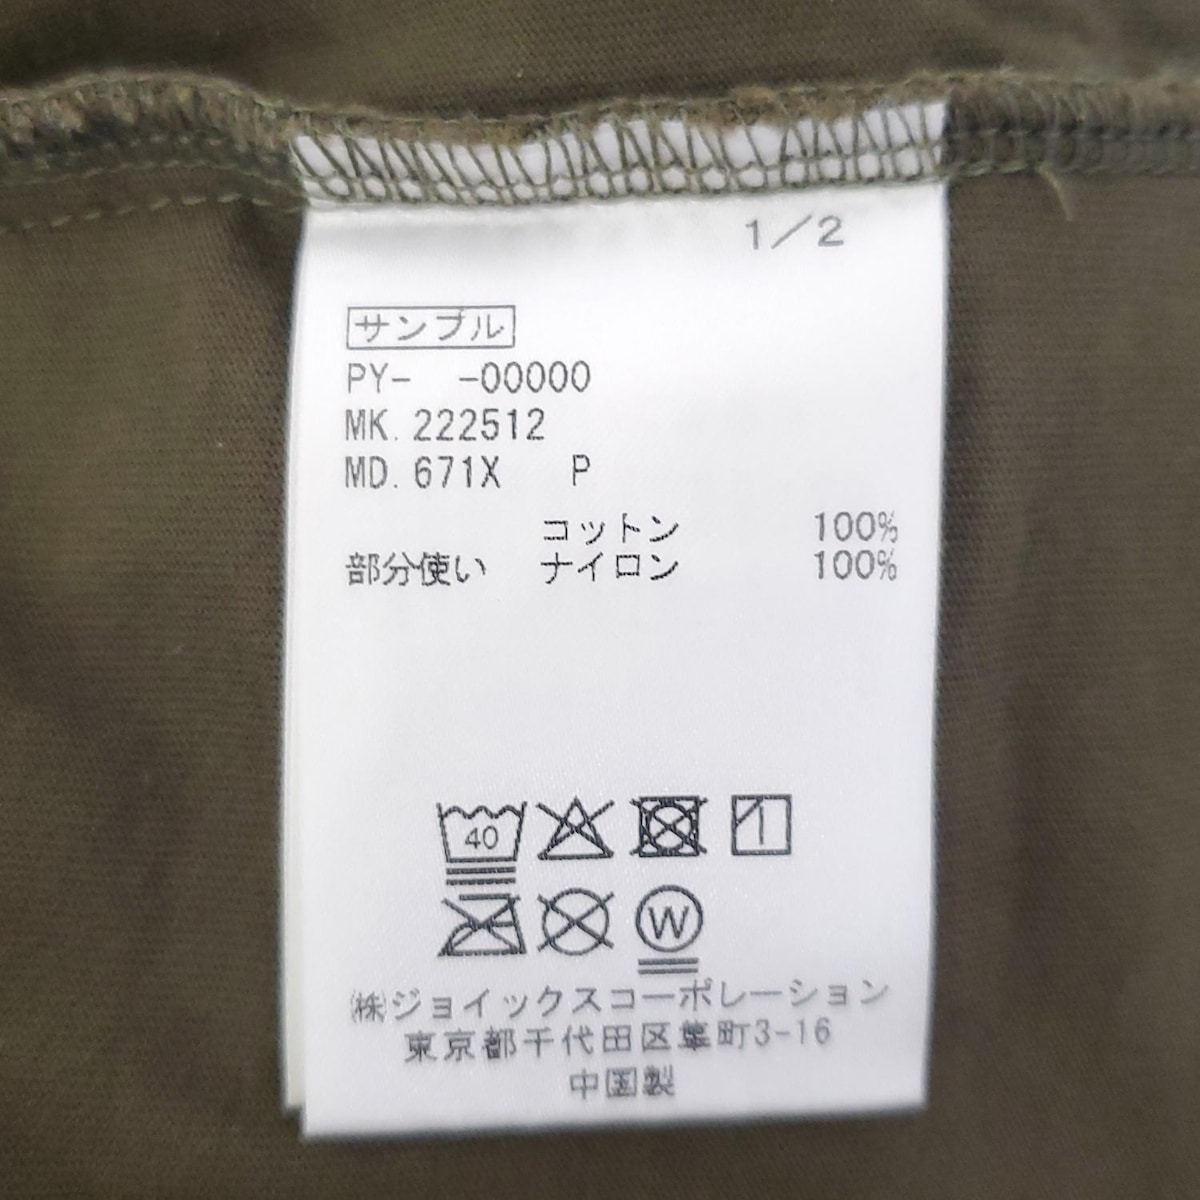 1／2
サンプル
PY-　-00000
MK. 222512
MD. 671X　P
コットン　100%
部分使い　ナイロン　100%
40
W
㈱ジョイックスコーポレーション
東京都千代田区隼町3-16
中国製